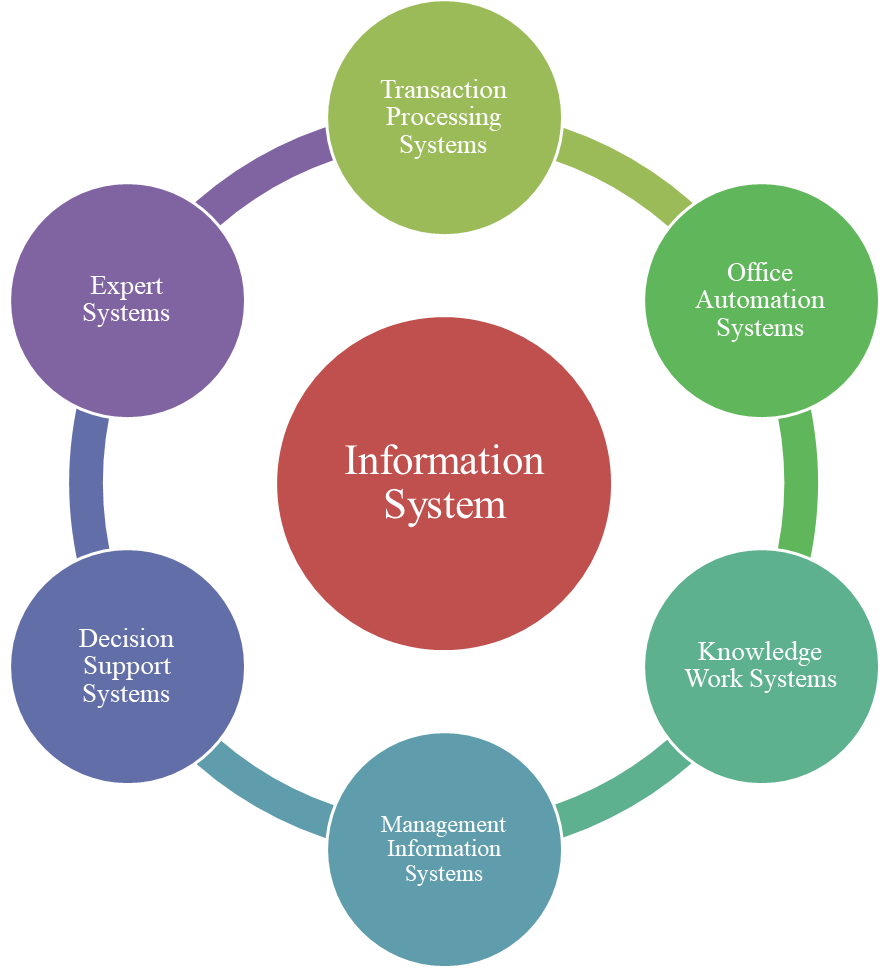 Transaction
Processing
Systems
Office
Automation
Systems
Knowledge
Work Systems
Management
Information
Systems
Decision
Support
Systems
Expert
Systems
Information
System